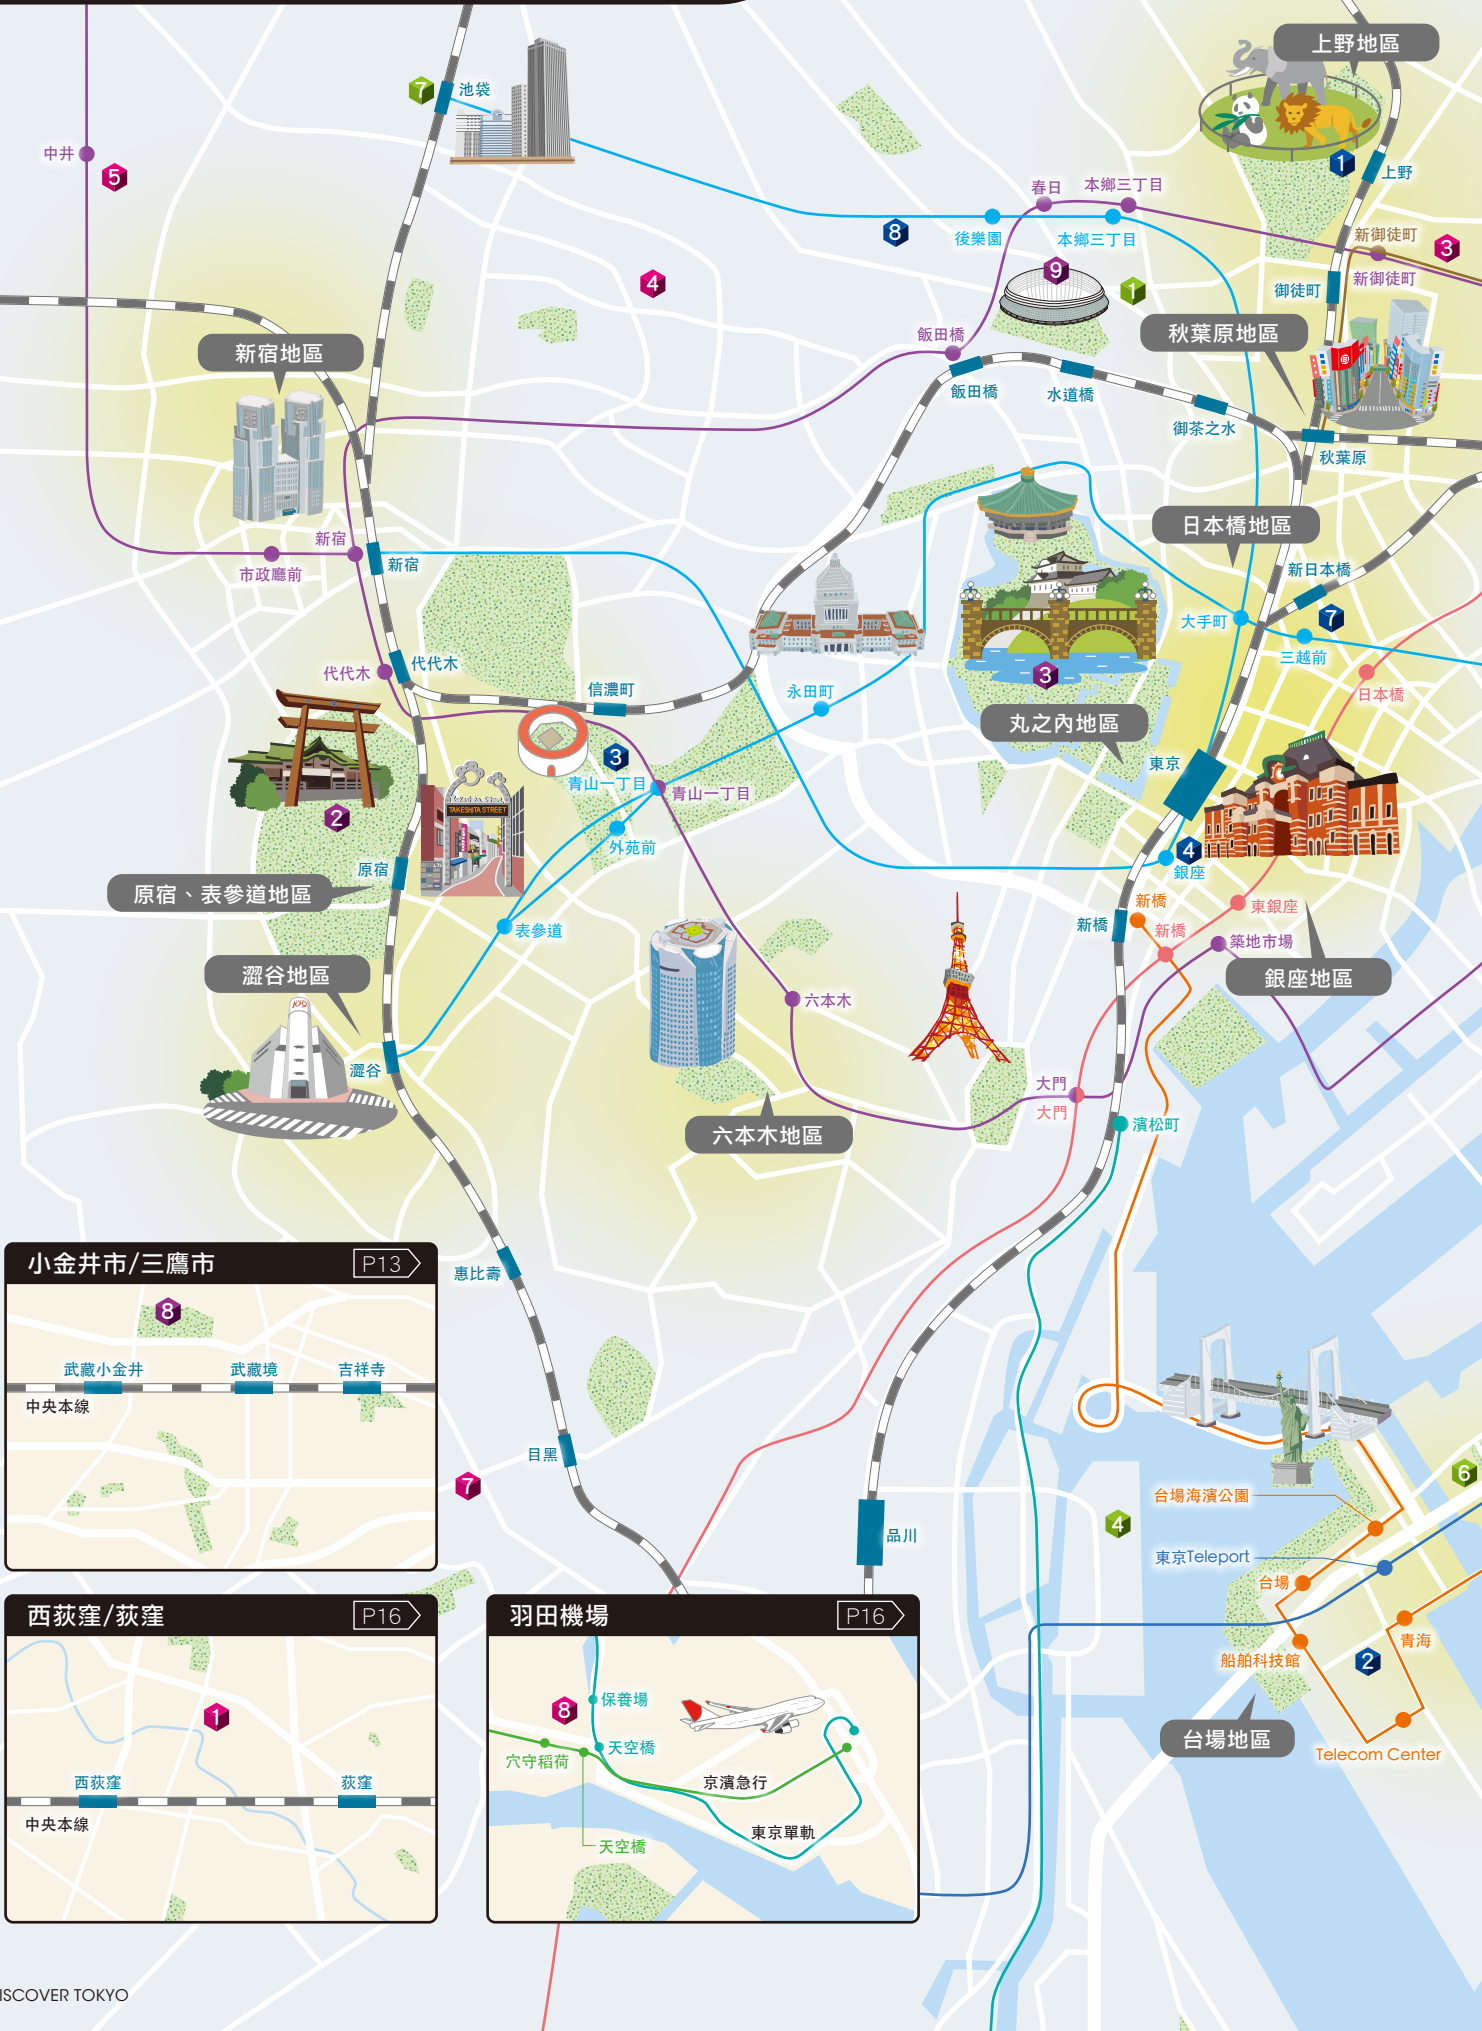 上野地區
7
池袋
中井
5
1
上野
春日
本鄉三丁目
8
後樂園
本鄉三丁目
新御徒町
3
新御徒町
9
4
1
御徒町
飯田橋
秋葉原地區
新宿地區
飯田橋
水道橋
御茶之水
秋葉原
日本橋地區
新宿
新宿
市政廳前
新日本橋
7
大手町
三越前
代代木
代代木
3
信濃町
永田町
日本橋
丸之內地區
3
青山一丁目
青山一丁目
東京
TAKESHITA STREET
2
外苑前
4
銀座
原宿
原宿、表參道地區
表參道
新橋
新橋
新橋
東銀座
築地市場
銀座地區
澀谷地區
六本木
澀谷
大門
大門
濱松町
六本木地區
惠比壽
小金井市/三鷹市
P13
8
武藏小金井
武藏境
吉祥寺
中央本線
目黑
7
品川
4
6
台場海濱公園
東京Teleport
台場
青海
船舶科技館
2
台場地區
Telecom Center
西荻窪/荻窪
P16
1
西荻窪
荻窪
中央本線
羽田機場
P16
8
保養場
天空橋
穴守稻荷
京濱急行
東京單軌
天空橋
ISCOVER TOKYO